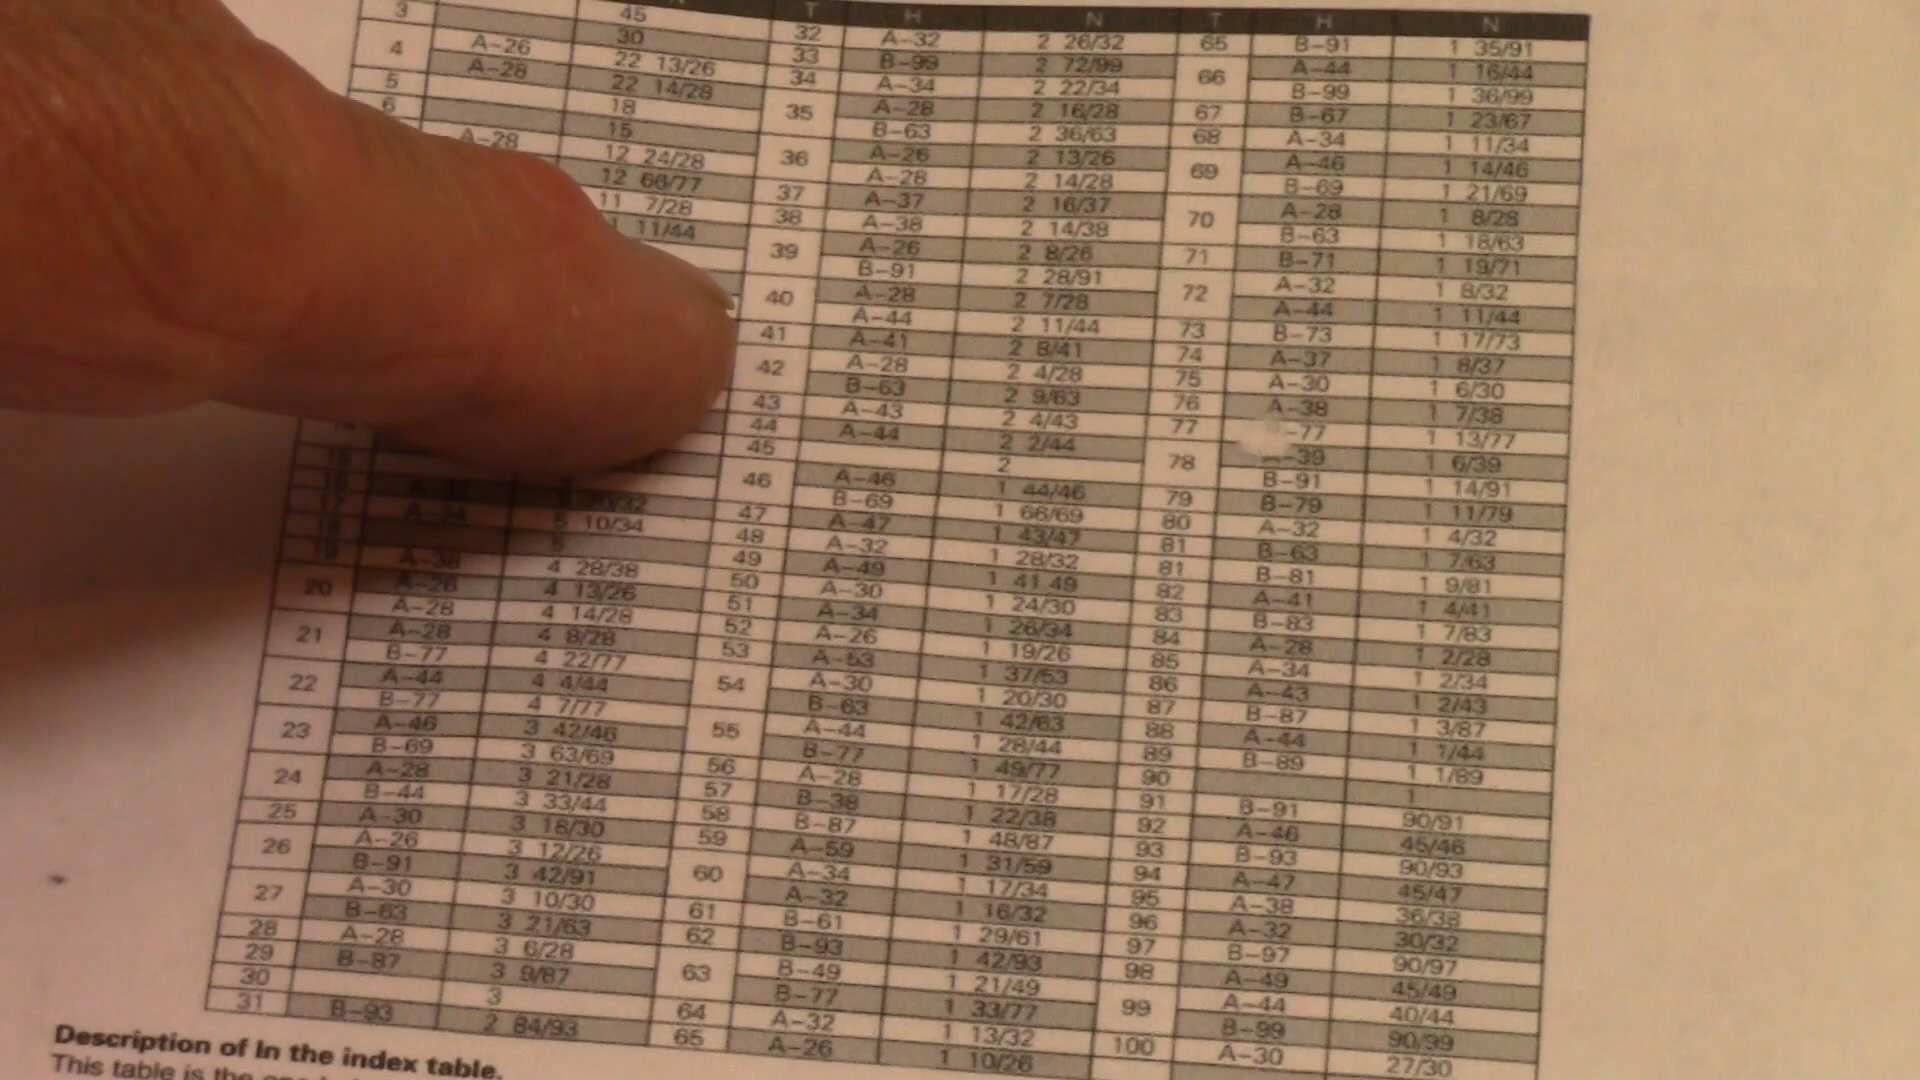 T H N T H N
45
3 30
4 A-26 22 13/26
A-28 22 14/28
5 18
6 15
A-28 12 24/28
12 66/77
11 7/28
11/44
15
16 30/32
17 A-34 5 10/34
18 5
19 A-38 4 28/38
20 A-26 4 13/26
A-28 4 14/28
21 A-28 4 8/28
B-77 4 22/77
22 A-44 4 4/44
B-77 4 7/77
23 A-46 3 42/46
B-69 3 63/69
24 A-28 3 21/28
B-44 3 33/44
25 A-30 3 18/30
26 A-26 3 12/26
B-91 3 42/91
27 A-30 3 10/30
B-63 3 21/63
28 A-28 3 6/28
29 B-87 3 9/87
30 3
31 B-93 2 84/93
32 A-32 2 26/32
33 B-99 2 72/99
34 A-34 2 22/34
35 A-28 2 16/28
B-63 2 36/63
36 A-26 2 13/26
A-28 2 14/28
37 A-37 2 16/37
38 A-38 2 14/38
39 A-26 2 8/26
B-91 2 28/91
40 A-28 2 7/28
A-44 2 11/44
41 A-41 2 8/41
42 A-28 2 4/28
B-63 2 9/63
43 A-43 2 4/43
44 A-44 2 2/44
45 2
46 A-46 1 44/46
B-69 1 66/69
47 A-47 1 43/47
48 A-32 1 28/32
49 A-49 1 41 49
50 A-30 1 24/30
51 A-34 1 26/34
52 A-26 1 19/26
53 A-53 1 37/53
54 A-30 1 20/30
B-63 1 42/63
55 A-44 1 28/44
B-77 1 49/77
56 A-28 1 17/28
57 B-38 1 22/38
58 B-87 1 48/87
59 A-59 1 31/59
60 A-34 1 17/34
A-32 1 16/32
61 B-61 1 29/61
62 B-93 1 42/93
63 B-49 1 21/49
B-77 1 33/77
64 A-32 1 13/32
65 A-26 1 10/26
65 B-91 1 35/91
66 A-44 1 16/44
B-99 1 36/99
67 B-67 1 23/67
68 A-34 1 11/34
69 A-46 1 14/46
B-69 1 21/69
70 A-28 1 8/28
B-63 1 18/63
71 B-71 1 19/71
72 A-32 1 8/32
A-44 1 11/44
73 B-73 1 17/73
74 A-37 1 8/37
75 A-30 1 6/30
76 A-38 1 7/38
77 -77 1 13/77
78 A-39 1 6/39
B-91 1 14/91
79 B-79 1 11/79
80 A-32 1 4/32
81 B-63 1 7/63
81 B-81 1 9/81
82 A-41 1 4/41
83 B-83 1 7/83
84 A-28 1 2/28
85 A-34 1 2/34
86 A-43 1 2/43
87 B-87 1 3/87
88 A-44 1 1/44
89 B-89 1 1/89
90 1
91 B-91 90/91
92 A-46 45/46
93 B-93 90/93
94 A-47 45/47
95 A-38 36/38
96 A-32 30/32
97 B-97 90/97
98 A-49 45/49
99 A-44 40/44
B-99 90/99
100 A-30 27/30
Description of In the index table.
This table is the